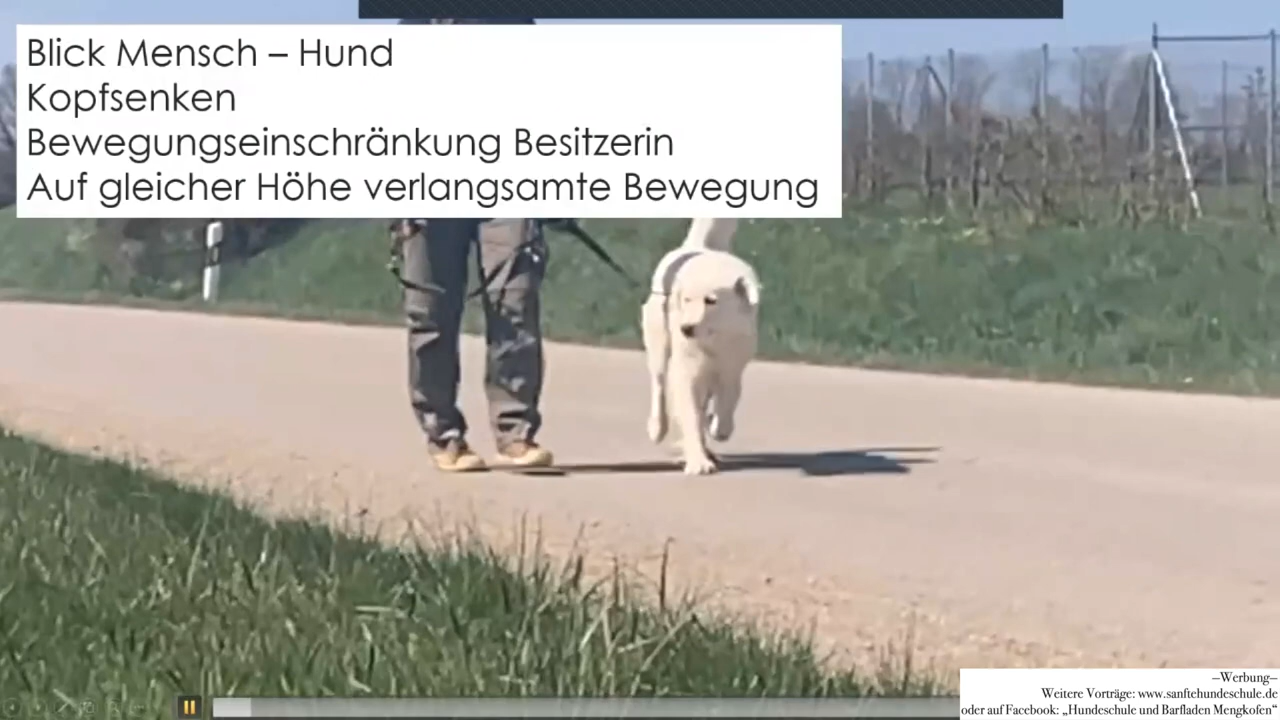 Blick Mensch – Hund
Kopfsenken
Bewegungseinschränkung Besitzerin
Auf gleicher Höhe verlangsamte Bewegung
—Werbung—
Weitere Vorträge: www.sanftehundeschule.de
oder auf Facebook: „Hundeschule und Barfladen Mengkofen“